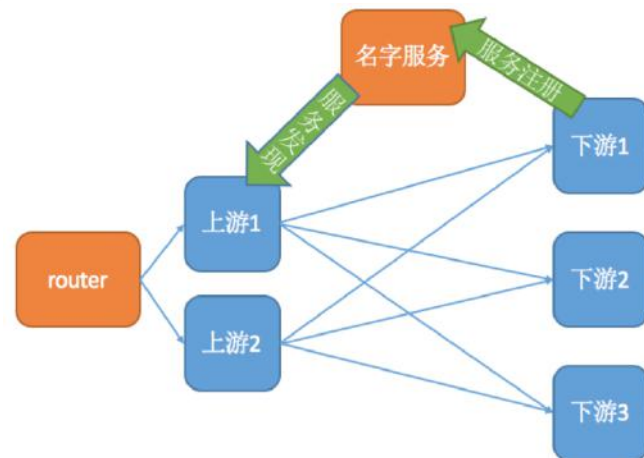 名字服务
服务注册
服务发现
下游1
上游1
router
下游2
上游2
下游3